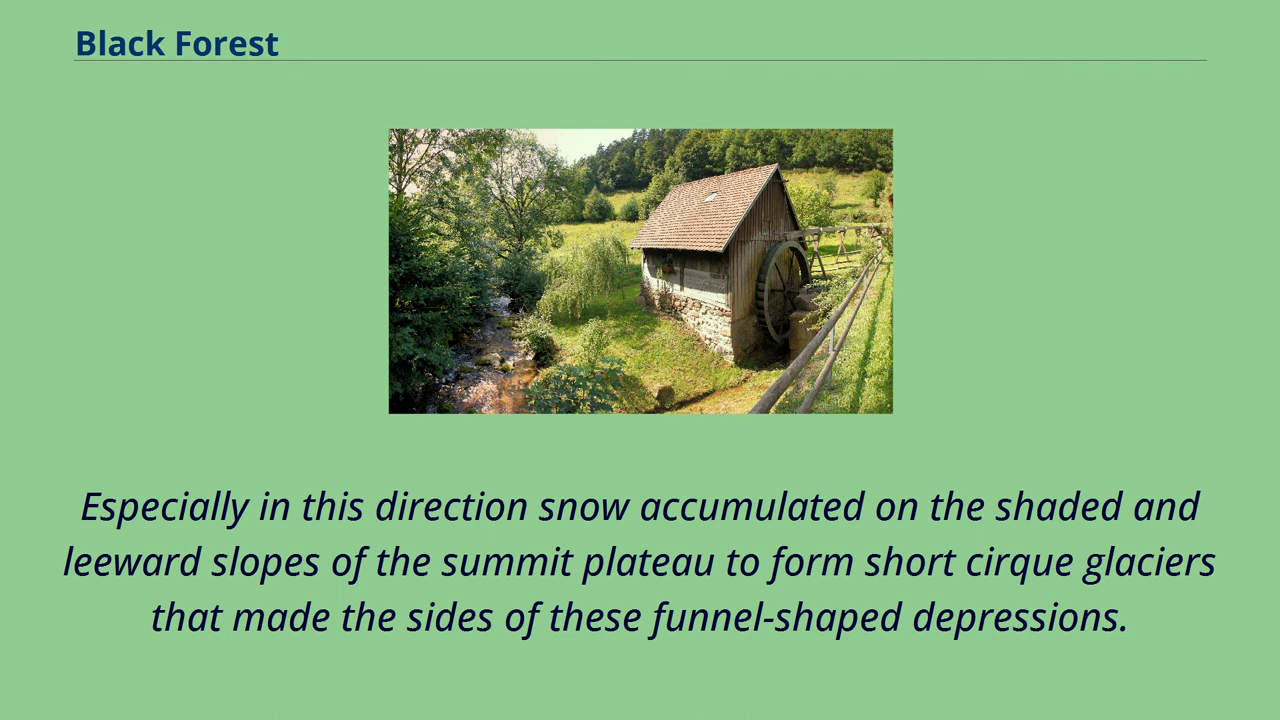 Black Forest
Especially in this direction snow accumulated on the shaded and
leeward slopes of the summit plateau to form short cirque glaciers
that made the sides of these funnel-shaped depressions.